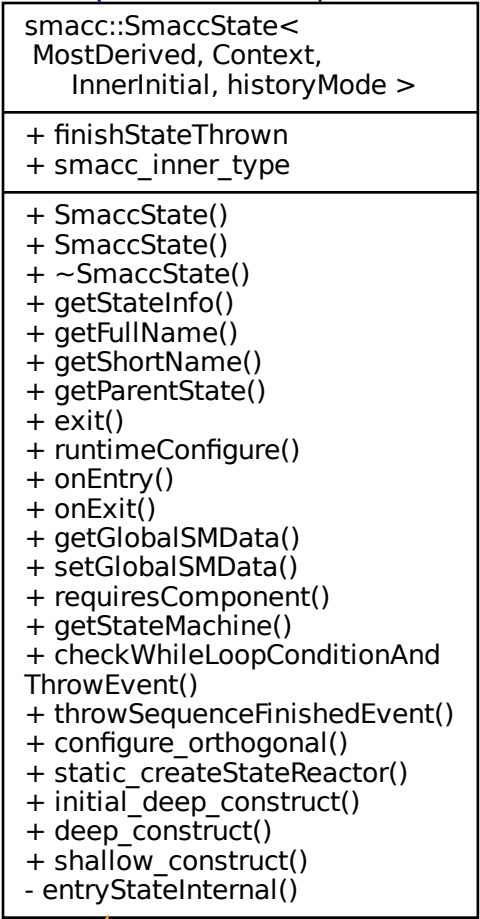 smacc::SmaccState<
MostDerived, Context,
InnerInitial, historyMode >
+ finishStateThrown
+ smacc_inner_type
+ SmaccState()
+ SmaccState()
+ ~SmaccState()
+ getStateInfo()
+ getFullName()
+ getShortName()
+ getParentState()
+ exit()
+ runtimeConfigure()
+ onEntry()
+ onExit()
+ getGlobalSMData()
+ setGlobalSMData()
+ requiresComponent()
+ getStateMachine()
+ checkWhileLoopConditionAnd
ThrowEvent()
+ throwSequenceFinishedEvent()
+ configure_orthogonal()
+ static_createStateReactor()
+ initial_deep_construct()
+ deep_construct()
+ shallow_construct()
- entryStateInternal()